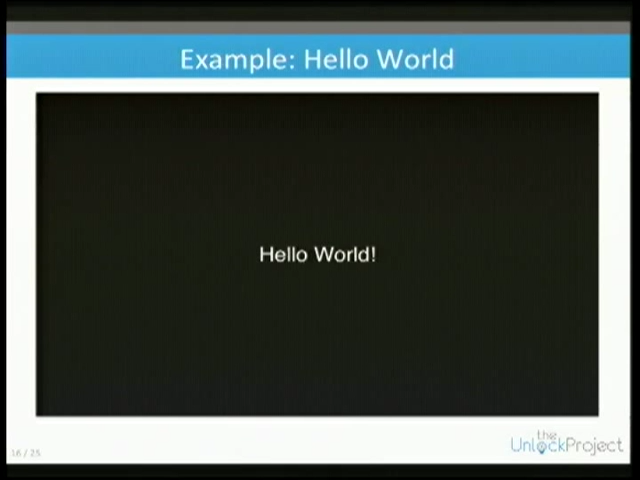 Example: Hello World
Hello World!
16 / 25
the
UnlockProject